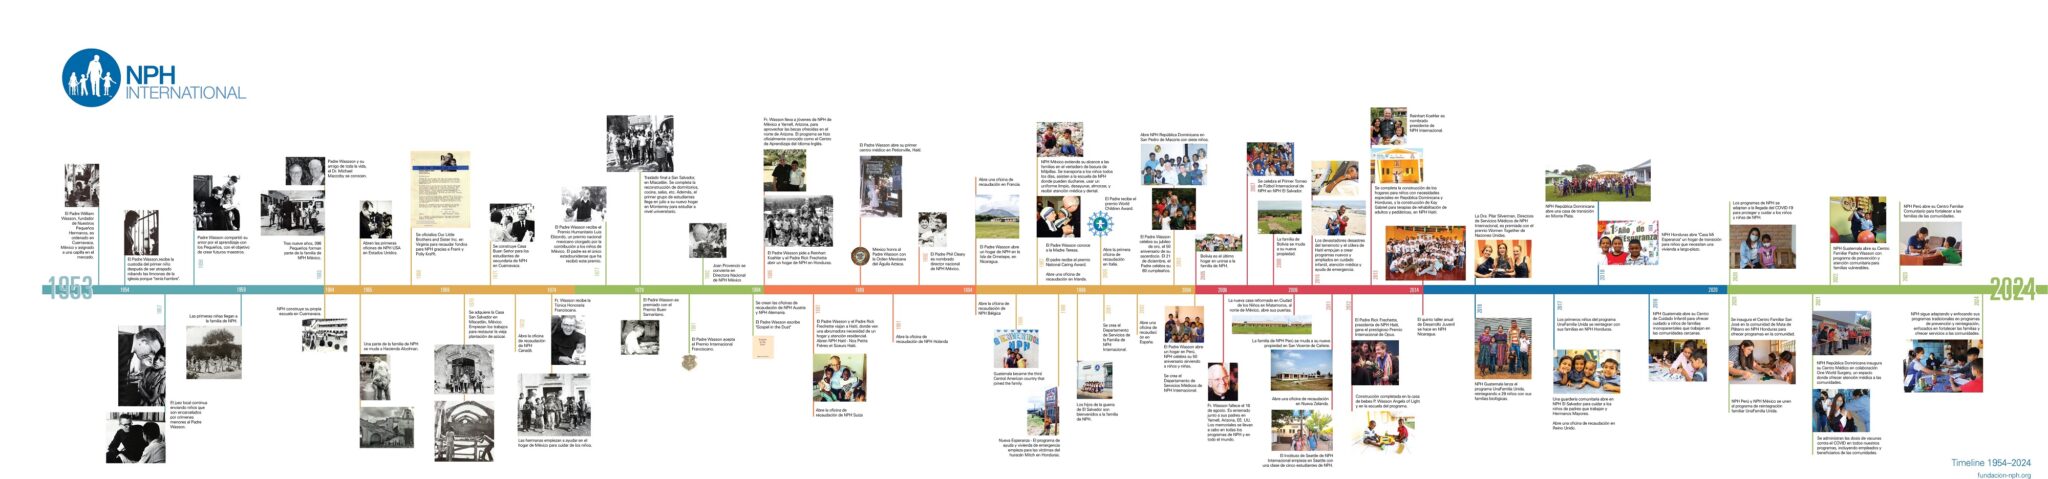 NPH
INTERNATIONAL
1953
El Padre William
Wasson, fundador
de Nuestros
Pequeños
Hermanos, es
ordenado en
Cuernavaca,
México y asignado
a una capilla en el
mercado.
El Padre Wasson recibe la
custodia del primer niño
después de ser atrapado
robando las limosnas de la
iglesia porque "tenía hambre".
Padre Wasson compartió su
amor por el aprendizaje con
los Pequeños, con el objetivo
de crear futuros maestros.
Tres nueve años, 396
Pequeños forman
parte de la familia de
NPH México.
Padre Wasson y su
amigo de toda la vida,
el Dr. Michael
Maccoby se conocen.
Abren las primeras
oficinas de NPH USA
en Estados Unidos.
Se oficializa Our Little
Brothers and Sister Inc. en
Virginia para recaudar fondos
para NPH gracias a Frank y
Polly Krafft.
Se construye Casa
Buen Señor para los
estudiantes de
secundaria de NPH
en Cuernavaca.
El Padre Wasson recibe el
Premio Humanitario Luis
Elizondo, un premio nacional
mexicano otorgado por la
contribución a los niños de
México.
Traslado final a San Salvador,
en Miacatlán. Se completa la
reconstrucción de dormitorios,
cocina, salas, etc. Además, el
primer grupo de estudiantes
llega en julio a su nuevo hogar
en Monterrey para estudiar a
nivel universitario.
Joan Provencio se
convierte en
Directora Nacional
de NPH México
Fr. Wasson lleva a jóvenes de NPH de
México a Yarnell, Arizona, para
aprovechar las becas ofrecidas en el
norte de Arizona. El programa se hizo
oficialmente conocido como el Centro
de Aprendizaje del Idioma Inglés.
El Padre Wasson pide a Reinhart
Koehler y al Padre Rick Frechette
abrir un hogar de NPH en Honduras.
El Padre Wasson abre su primer
centro médico en Petionville, Haití.
México honra al
Padre Wasson con
la Orden Mexicana
del Águila Azteca.
El Padre Phil Cleary
es nombrado
director nacional
de NPH México.
Abre una oficina de
recaudación en Francia.
El Padre Wasson abre
un hogar de NPH en la
isla de Ometepe, en
Nicaragua.
NPH México extiende su alcance a las
familias en el vertedero de basura de
Milpillas. Se transporta a los niños todos
los días, asisten a la escuela de NPH
donde pueden ducharse, usar un
uniforme limpio, desayunar, almorzar, y
recibir atención médica y dental.
El Padre recibe el
premio World
Children Award.
El Padre Wasson conoce
a la Madre Teresa.
El padre recibe el premio
National Caring Award.
Abre una oficina de
recaudación en Irlanda.
Abre la primera
oficina de
recaudación en
Italia.
Abre NPH República Dominicana en
San Pedro de Macorís con siete niños.
El Padre Wasson
celebra su jubileo
de oro, el 50
aniversario de su
sacerdocio. El 21
de diciembre, el
Padre celebra su
80 cumpleaños.
Bolivia es el último
hogar en unirse a la
familia de NPH.
Se celebra el Primer Torneo
de Fútbol Internacional de
NPH en NPH El Salvador.
La familia de
Bolivia se muda
a su nueva
propiedad.
Los devastadores desastres
del terremoto y el cólera de
Haití empujan a crear
programas nuevos y
ampliados en cuidado
infantil, atención médica y
ayuda de emergencia.
Reinhart Koehler es
nombrado
presidente de
NPH Internacional.
Se completa la construcción de los
hogares para niños con necesidades
especiales en República Dominicana y
Honduras, y la construcción de Kay
Gabriel para terapias de rehabilitación de
adultos y pediátricas, en NPH Haití.
La Dra. Pilar Silverman, Directora
de Servicios Médicos de NPH
Internacional, es premiada con el
premio Women Together de
Naciones Unidas.
NPH República Dominicana
abre una casa de transición
en Monte Plata.
1er Año de
Esperanza
NPH Honduras abre "Casa Mi
Esperanza" un hogar de transición
para niños que necesitan una
vivienda a largo plazo.
Los programas de NPH se
adaptan a la llegada del COVID-19
para proteger y cuidar a los niños
y niñas de NPH.
NPH Guatemala abre su Centro
Familiar Padre Wasson con
programa de prevención y
atención comunitaria para
familias vulnerables.
NPH Perú abre su Centro Familiar
Comunitario para fortalecer a las
familias de las comunidades.
2024
Las primeras niñas llegan a
la familia de NPH.
El juez local continúa
enviando niños que
son encarcelados
por crímenes
menores al Padre
Wasson.
NPH construye su propia
escuela en Cuernavaca.
Una parte de la familia de NPH
se muda a Hacienda Acolman.
Se adquiere la Casa
San Salvador en
Miacatlán, México.
Empiezan los trabajos
para restaurar la vieja
plantación de azúcar.
Abre la oficina de
recaudación de NPH
Canadá.
Fr. Wasson recibe la
Túnica Honoraria
Franciscana.
Las hermanas empiezan a ayudar en el
hogar de México para cuidar de los niños.
El Padre Wasson es
premiado con el
Premio Buen
Samaritano.
El Padre Wasson acepta
el Premio Internacional
Franciscano.
Se crean las oficinas de
recaudación de NPH Austria
y NPH Alemania.
El Padre Wasson escribe
"Gospel in the Dust"
El Padre Wasson y el Padre Rick
Frechette viajan a Haití, donde ven
una abrumadora necesidad de un
hogar y atención residencial.
Abren NPH Haití - Nos Petits
Frères et Soeurs Haïti.
Abre la oficina de
recaudación de NPH Suiza
Abre la oficina de
recaudación de NPH Holanda
Abre la oficina de
recaudación de
NPH Bélgica
BIENVENIDOS
NPH
Guatemala became the third
Central American country that
joined the family.
Nueva Esperanza - El programa de
ayuda y vivienda de emergencia
empieza para las víctimas del
huracán Mitch en Honduras.
Se crea el
Departamento
de Servicios de
la Familia de
NPH
Internacional.
Los hijos de la guerra
de El Salvador son
bienvenidos a la familia
de NPH.
Abre una
oficina de
recaudación
en España
El Padre Wasson abre
un hogar en Perú,
NPH celebra su 50
aniversario sirviendo
a niños y niñas.
Se crea el
Departamento de
Servicios Médicos de
NPH Internacional.
Fr. Wasson fallece el 16
de agosto. Es enterrado
junto a sus padres en
Yarnell, Arizona, EE. UU.
Los memoriales se llevan
a cabo en todos los
programas de NPH y en
todo el mundo.
La nueva casa reformada en Ciudad
de los Niños en Matamoros, al
norte de México, abre sus puertas.
La familia de NPH Perú se muda a su nueva
propiedad en San Vicente de Cañete.
Abre una oficina de recaudación
en Nueva Zelanda.
El Instituto de Seattle de NPH
Internacional empieza en Seattle con
una clase de cinco estudiantes de NPH.
El Padre Rick Frechette,
presidente de NPH Haití,
gana el prestigioso Premio
Internacional de Opus.
Construcción completada en la casa
de bebés P. Wasson Angels of Light
y en la escuela del programa.
El quinto taller anual
de Desarrollo Juvenil
se hace en NPH
Nicaragua.
NPH Guatemala lanza el
programa UnaFamilia Unida,
reintegrando a 29 niños con sus
familias biológicas.
Los primeros niños del programa
UnaFamilia Unida se reintegran con
sus familias en NPH Honduras.
Una guardería comunitaria abre en
NPH El Salvador para cuidar a los
niños de padres que trabajan y
Hermanos Mayores.
Abre una oficina de recaudación en
Reino Unido.
NPH Guatemala abre su Centro
de Cuidado Infantil para ofrecer
cuidado a niños de familias
monoparentales que trabajan en
las comunidades cercanas.
Se inaugura el Centro Familiar San
José en la comunidad de Mata de
Plátano en NPH Honduras para
ofrecer programas en la comunidad.
NPH Perú y NPH México se unen
al programa de reintegración
familiar UnaFamilia Unida.
NPH República Dominicana inaugura
su Centro Médico en colaboración
One World Surgery, un espacio
donde ofrecer atención médica a las
comunidades.
Se administran las dosis de vacunas
contra el COVID en todos nuestros
programas, incluyendo empleados y
beneficiarios de las comunidades.
NPH sigue adaptando y enfocando sus
programas tradicionales en programas
de prevención y reintegración,
enfocados en fortalecer las familias y
ofrecer servicios a las comunidades.
Timeline 1954–2024
fundacion-nph.org